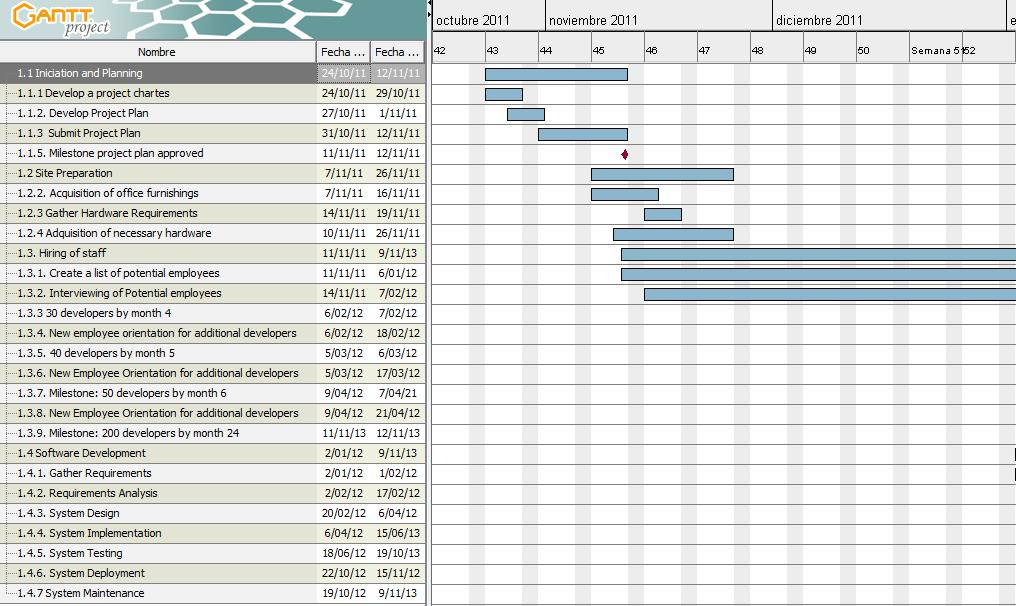 GANTT
project
octubre 2011 noviembre 2011 diciembre 2011 e
Nombre Fecha ... Fecha ... 42 43 44 45 46 47 48 49 50 Semana 51 52
1.1 Iniciation and Planning 24/10/11 12/11/11
1.1.1 Develop a project chartes 24/10/11 29/10/11
1.1.2. Develop Project Plan 27/10/11 1/11/11
1.1.3 Submit Project Plan 31/10/11 12/11/11
1.1.5. Milestone project plan approved 11/11/11 12/11/11
1.2 Site Preparation 7/11/11 26/11/11
1.2.2. Acquisition of office furnishings 7/11/11 16/11/11
1.2.3 Gather Hardware Requirements 14/11/11 19/11/11
1.2.4 Adquisition of necessary hardware 10/11/11 26/11/11
1.3. Hiring of staff 11/11/11 9/11/13
1.3.1. Create a list of potential employees 11/11/11 6/01/12
1.3.2. Interviewing of Potential employees 14/11/11 7/02/12
1.3.3 30 developers by month 4 6/02/12 7/02/12
1.3.4. New employee orientation for additional developers 6/02/12 18/02/12
1.3.5. 40 developers by month 5 5/03/12 6/03/12
1.3.6. New Employee Orientation for additional developers 5/03/12 17/03/12
1.3.7. Milestone: 50 developers by month 6 9/04/12 7/04/21
1.3.8. New Employee Orientation for additional developers 9/04/12 21/04/12
1.3.9. Milestone: 200 developers by month 24 11/11/13 12/11/13
1.4 Software Development 2/01/12 9/11/13
1.4.1. Gather Requirements 2/01/12 1/02/12
1.4.2. Requirements Analysis 2/02/12 17/02/12
1.4.3. System Design 20/02/12 6/04/12
1.4.4. System Implementation 6/04/12 15/06/13
1.4.5. System Testing 18/06/12 19/10/13
1.4.6. System Deployment 22/10/12 15/11/12
1.4.7 System Maintenance 19/10/12 9/11/13